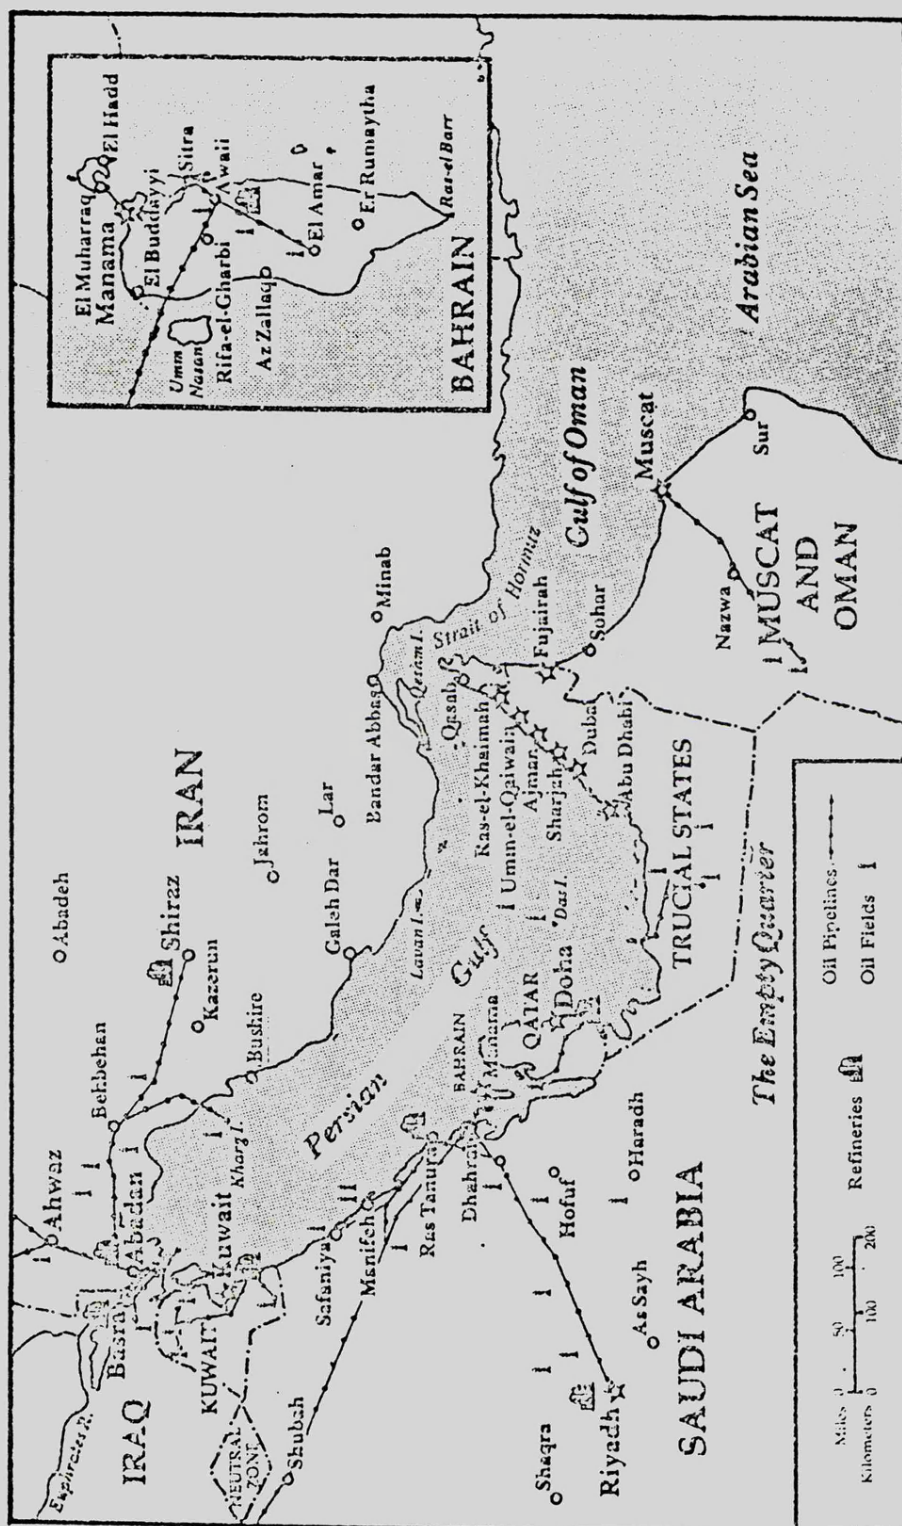 Euphrates R.
IRAQ
NEUTRAL
ZONE
Basra
Abadan
Ahwaz
KUWAIT
Kuwait
Shubah
Safaniya
Manifeh
Ras Tanura
Dhahran
Shaqra
Riyadh
As Sayh
Hofuf
Haradh
SAUDI ARABIA
Behbehan
Kharg I.
Bushire
Kazerun
Shiraz
Abadeh
IRAN
Jahrom
Lar
Galeh Dar
Lavan I.
Persian
Gulf
BAHRAIN
Manama
QATAR
Doha
Das I.
Bandar Abbas
Minab
Qeshm I.
Strait of Hormuz
Qasab
Ras-el-Khaimah
Umm-el-Qaiwain
Ajman
Sharjah
Dubai
Abu Dhabi
Fujairah
TRUCIAL STATES
The Empty Quarter
Gulf of Oman
Sohar
Muscat
Nazwa
Sur
MUSCAT
AND
OMAN
Arabian Sea
El Muharraq
Manama
El Hadd
El Buddayyi
Sitra
Awali
Umm
Nasan
Rifa-el-Gharbi
Az Zallaq
El Amar
Er Rumaytha
Ras-el Barr
BAHRAIN
Miles 0 50 100
Kilometers 0 100 200
Refineries
Oil Pipelines
Oil Fields